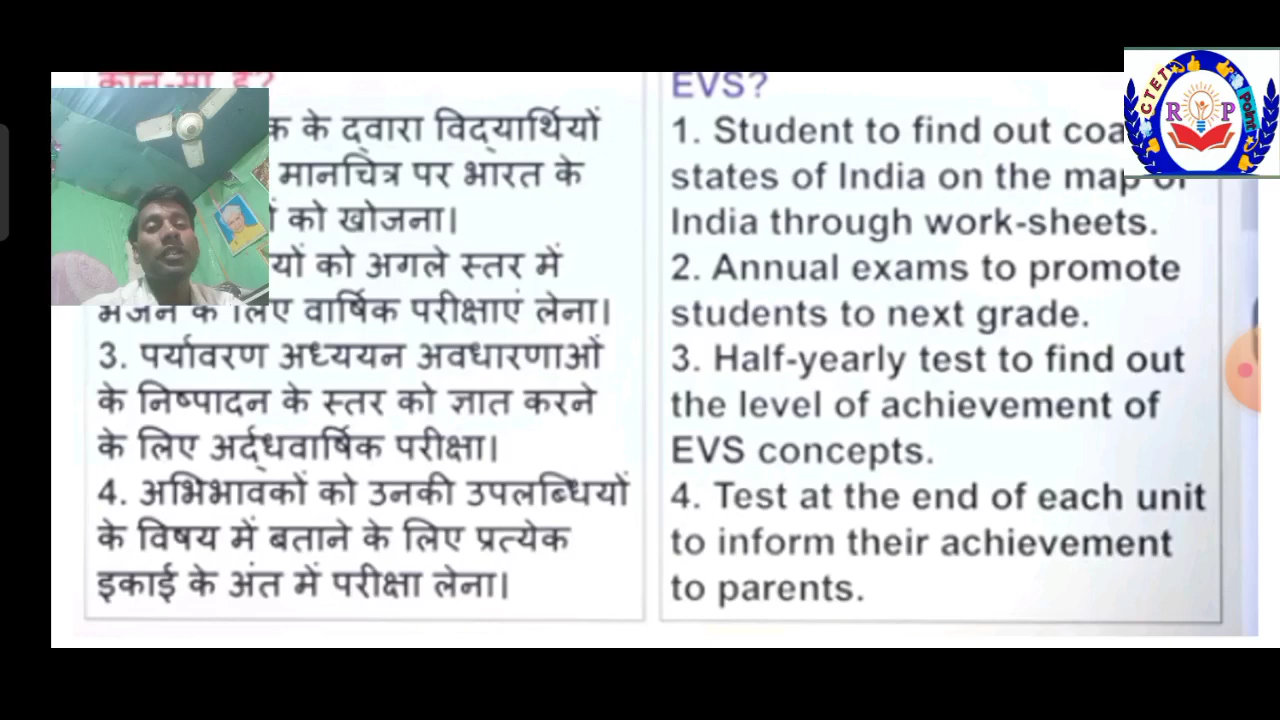 कौन-सा है?
के द्वारा विद्यार्थियों
मानचित्र पर भारत के
को खोजना।
को अगले स्तर में
भेजने के लिए वार्षिक परीक्षाएं लेना।
3. पर्यावरण अध्ययन अवधारणाओं
के निष्पादन के स्तर को ज्ञात करने
के लिए अर्द्धवार्षिक परीक्षा।
4. अभिभावकों को उनकी उपलब्धियों
के विषय में बताने के लिए प्रत्येक
इकाई के अंत में परीक्षा लेना।
EVS?
1. Student to find out
states of India on the map of
India through work-sheets.
2. Annual exams to promote
students to next grade.
3. Half-yearly test to find out
the level of achievement of
EVS concepts.
4. Test at the end of each unit
to inform their achievement
to parents.
CTET Point
R P